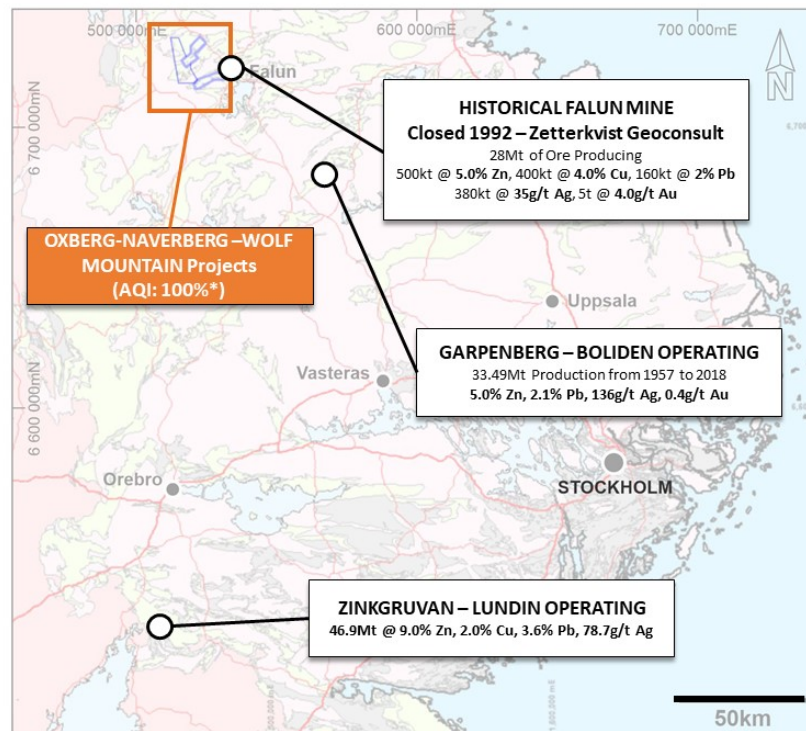 500 000mE
600 000mE
700 000mE
N
Falun
6 700 000mN
HISTORICAL FALUN MINE
Closed 1992 – Zetterkvist Geoconsult
28Mt of Ore Producing
500kt @ 5.0% Zn, 400kt @ 4.0% Cu, 160kt @ 2% Pb
380kt @ 35g/t Ag, 5t @ 4.0g/t Au
OXBERG-NAVERBERG –WOLF
MOUNTAIN Projects
(AQI: 100%*)
Uppsala
GARPENBERG – BOLIDEN OPERATING
33.49Mt Production from 1957 to 2018
5.0% Zn, 2.1% Pb, 136g/t Ag, 0.4g/t Au
Vasteras
6 600 000mN
Orebro
STOCKHOLM
ZINKGRUVAN – LUNDIN OPERATING
46.9Mt @ 9.0% Zn, 2.0% Cu, 3.6% Pb, 78.7g/t Ag
50km